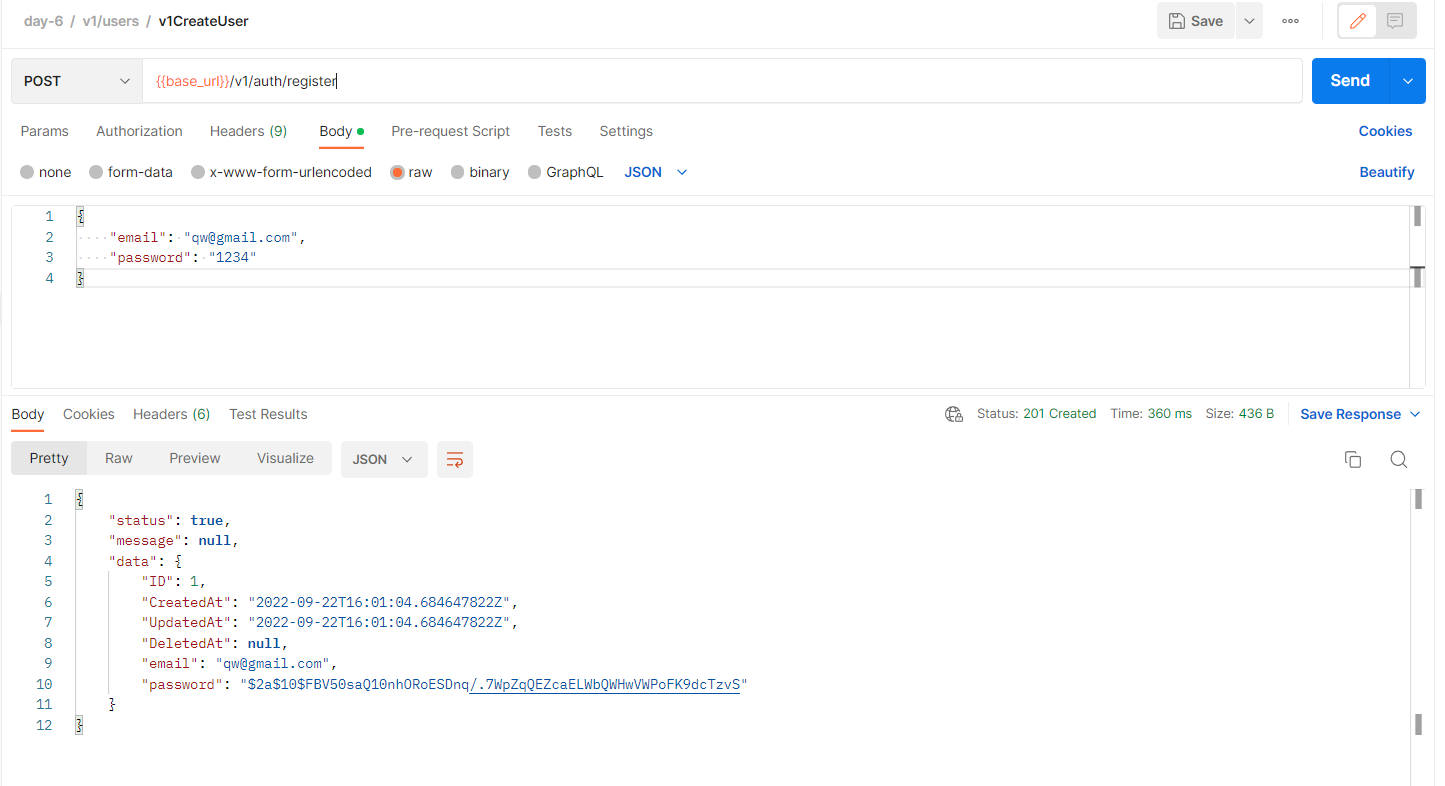 day-6 / v1/users / v1CreateUser
Save
POST
{{base_url}}/v1/auth/register
Send
Params Authorization Headers (9) Body Pre-request Script Tests Settings Cookies
none form-data x-www-form-urlencoded raw binary GraphQL JSON Beautify
1 {
2 "email": "qw@gmail.com",
3 "password": "1234"
4 }
Body Cookies Headers (6) Test Results Status: 201 Created Time: 360 ms Size: 436 B Save Response
Pretty Raw Preview Visualize JSON
1 {
2 "status": true,
3 "message": null,
4 "data": {
5 "ID": 1,
6 "CreatedAt": "2022-09-22T16:01:04.684647822Z",
7 "UpdatedAt": "2022-09-22T16:01:04.684647822Z",
8 "DeletedAt": null,
9 "email": "qw@gmail.com",
10 "password": "$2a$10$FBV50saQ10nhORoESDnq/.7WpZqQEZcaELWbQWHwVWPoFK9dcTzvS"
11 }
12 }